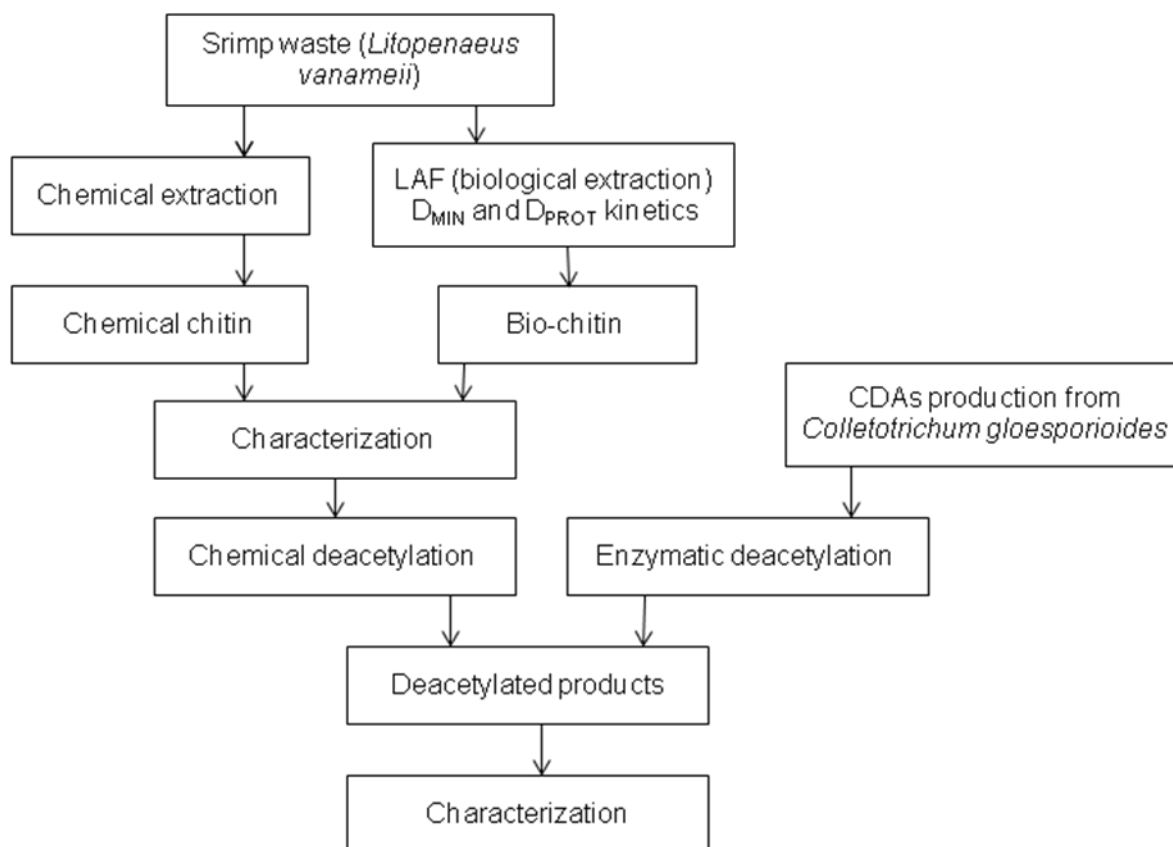 Srimp waste (Litopenaeus
vanameii)
Chemical extraction
LAF (biological extraction)
DMIN and DPROT kinetics
Chemical chitin
Bio-chitin
CDAs production from
Colletotrichum gloesporioides
Characterization
Chemical deacetylation
Enzymatic deacetylation
Deacetylated products
Characterization